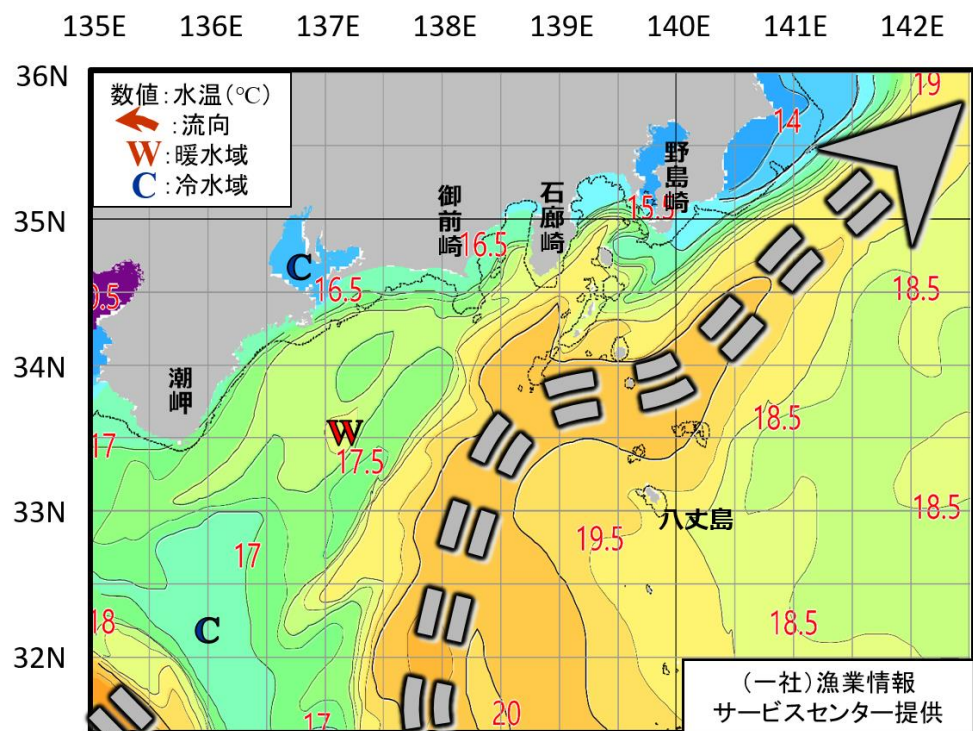 135E 136E 137E 138E 139E 140E 141E 142E
36N
数値:水温(℃)
:流向
W:暖水域
C:冷水域
19
14
野島崎
石廊崎
御前崎
35N
15.5
16.5
C
16.5
0.5
18.5
34N
潮岬
W
17.5
17
18.5
33N
八丈島
18.5
19.5
17
C
18
18.5
32N
17
20
(一社)漁業情報
サービスセンター提供